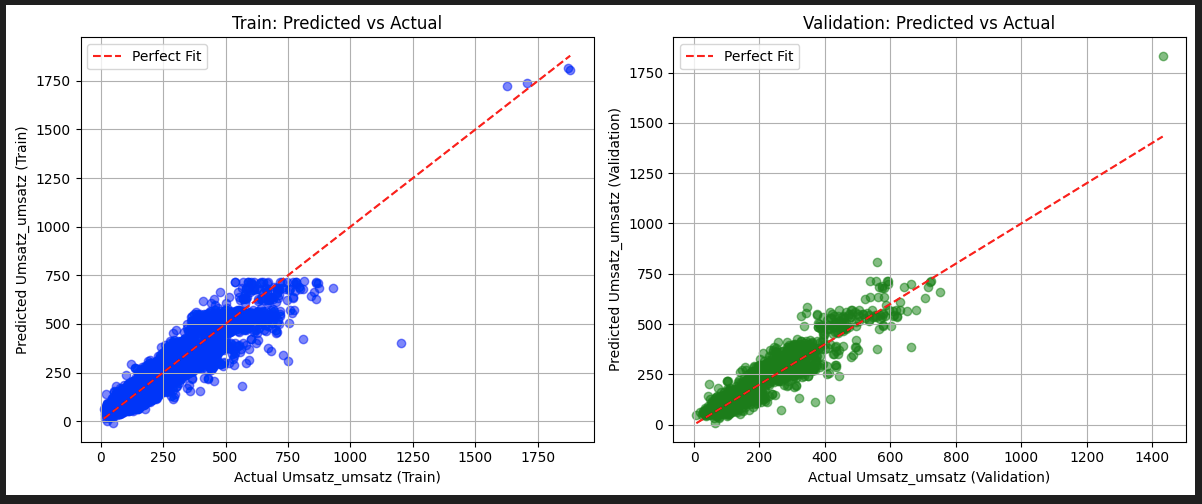 Train: Predicted vs Actual
Perfect Fit
1750
1500
1250
1000
750
500
250
0
Predicted Umsatz_umsatz (Train)
0 250 500 750 1000 1250 1500 1750
Actual Umsatz_umsatz (Train)
Validation: Predicted vs Actual
Perfect Fit
1750
1500
1250
1000
750
500
250
0
Predicted Umsatz_umsatz (Validation)
0 200 400 600 800 1000 1200 1400
Actual Umsatz_umsatz (Validation)